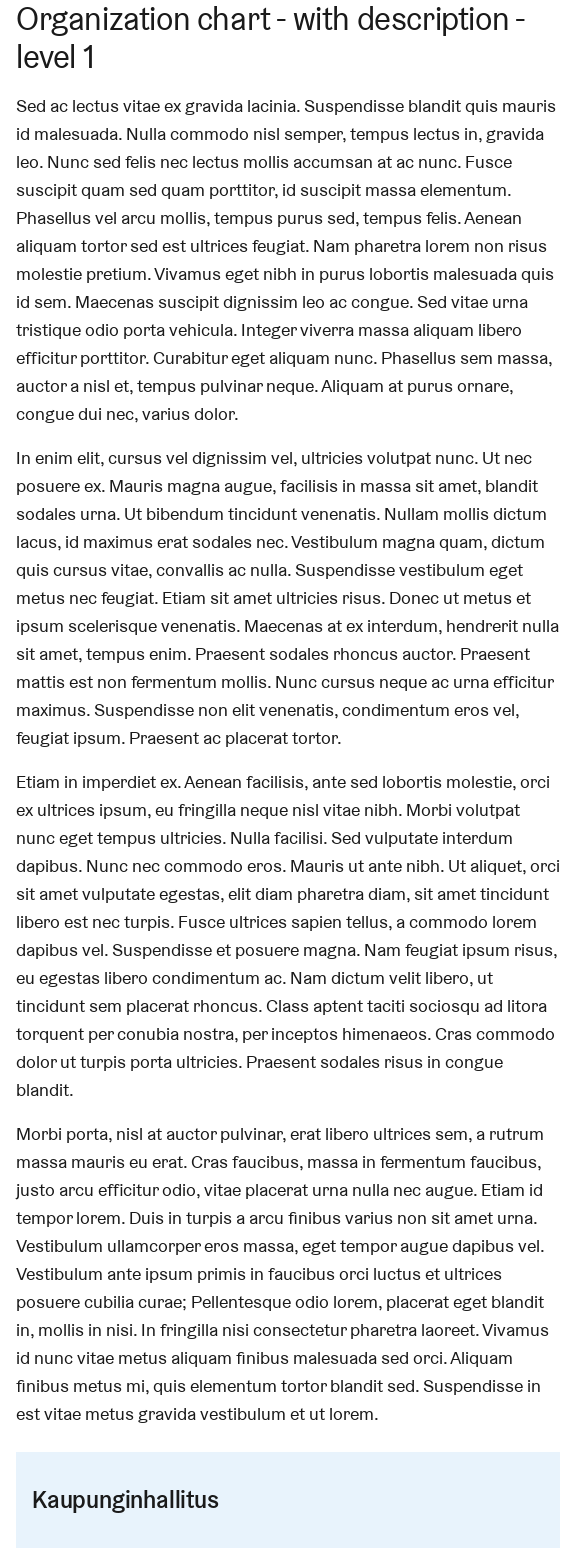 Organization chart - with description -
level 1
Sed ac lectus vitae ex gravida lacinia. Suspendisse blandit quis mauris
id malesuada. Nulla commodo nisl semper, tempus lectus in, gravida
leo. Nunc sed felis nec lectus mollis accumsan at ac nunc. Fusce
suscipit quam sed quam porttitor, id suscipit massa elementum.
Phasellus vel arcu mollis, tempus purus sed, tempus felis. Aenean
aliquam tortor sed est ultrices feugiat. Nam pharetra lorem non risus
molestie pretium. Vivamus eget nibh in purus lobortis malesuada quis
id sem. Maecenas suscipit dignissim leo ac congue. Sed vitae urna
tristique odio porta vehicula. Integer viverra massa aliquam libero
efficitur porttitor. Curabitur eget aliquam nunc. Phasellus sem massa,
auctor a nisl et, tempus pulvinar neque. Aliquam at purus ornare,
congue dui nec, varius dolor.
In enim elit, cursus vel dignissim vel, ultricies volutpat nunc. Ut nec
posuere ex. Mauris magna augue, facilisis in massa sit amet, blandit
sodales urna. Ut bibendum tincidunt venenatis. Nullam mollis dictum
lacus, id maximus erat sodales nec. Vestibulum magna quam, dictum
quis cursus vitae, convallis ac nulla. Suspendisse vestibulum eget
metus nec feugiat. Etiam sit amet ultricies risus. Donec ut metus et
ipsum scelerisque venenatis. Maecenas at ex interdum, hendrerit nulla
sit amet, tempus enim. Praesent sodales rhoncus auctor. Praesent
mattis est non fermentum mollis. Nunc cursus neque ac urna efficitur
maximus. Suspendisse non elit venenatis, condimentum eros vel,
feugiat ipsum. Praesent ac placerat tortor.
Etiam in imperdiet ex. Aenean facilisis, ante sed lobortis molestie, orci
ex ultrices ipsum, eu fringilla neque nisl vitae nibh. Morbi volutpat
nunc eget tempus ultricies. Nulla facilisi. Sed vulputate interdum
dapibus. Nunc nec commodo eros. Mauris ut ante nibh. Ut aliquet, orci
sit amet vulputate egestas, elit diam pharetra diam, sit amet tincidunt
libero est nec turpis. Fusce ultrices sapien tellus, a commodo lorem
dapibus vel. Suspendisse et posuere magna. Nam feugiat ipsum risus,
eu egestas libero condimentum ac. Nam dictum velit libero, ut
tincidunt sem placerat rhoncus. Class aptent taciti sociosqu ad litora
torquent per conubia nostra, per inceptos himenaeos. Cras commodo
dolor ut turpis porta ultricies. Praesent sodales risus in congue
blandit.
Morbi porta, nisl at auctor pulvinar, erat libero ultrices sem, a rutrum
massa mauris eu erat. Cras faucibus, massa in fermentum faucibus,
justo arcu efficitur odio, vitae placerat urna nulla nec augue. Etiam id
tempor lorem. Duis in turpis a arcu finibus varius non sit amet urna.
Vestibulum ullamcorper eros massa, eget tempor augue dapibus vel.
Vestibulum ante ipsum primis in faucibus orci luctus et ultrices
posuere cubilia curae; Pellentesque odio lorem, placerat eget blandit
in, mollis in nisi. In fringilla nisi consectetur pharetra laoreet. Vivamus
id nunc vitae metus aliquam finibus malesuada sed orci. Aliquam
finibus metus mi, quis elementum tortor blandit sed. Suspendisse in
est vitae metus gravida vestibulum et ut lorem.
Kaupunginhallitus